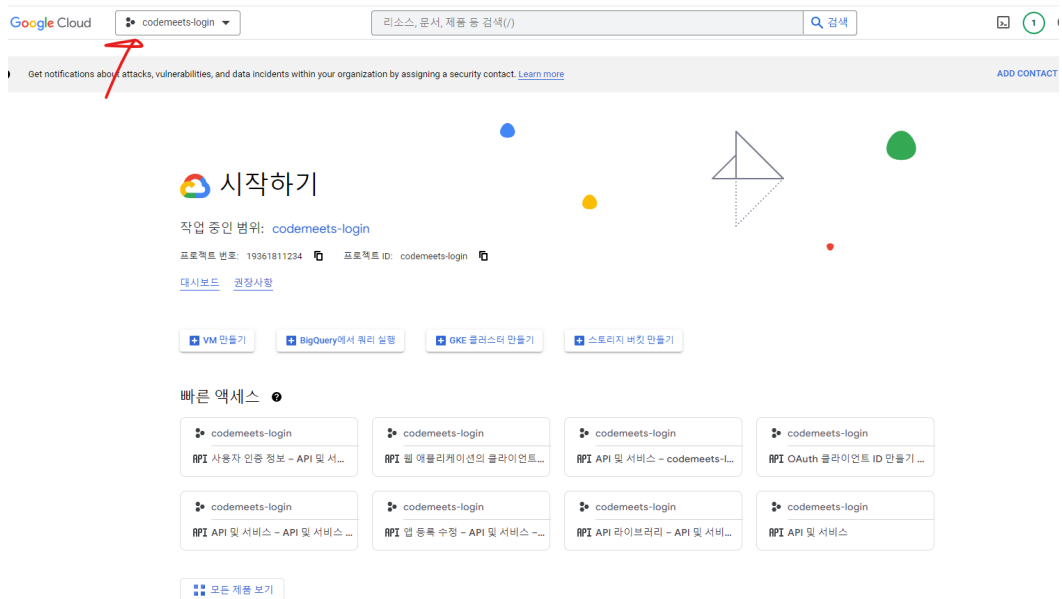 Google Cloud
codemeets-login
리소스, 문서, 제품 등 검색(/)
검색
1
Get notifications about attacks, vulnerabilities, and data incidents within your organization by assigning a security contact. Learn more
ADD CONTACT
시작하기
작업 중인 범위: codemeets-login
프로젝트 번호: 19361811234 프로젝트 ID: codemeets-login
대시보드 권장사항
VM 만들기 BigQuery에서 쿼리 실행 GKE 클러스터 만들기 스토리지 버킷 만들기
빠른 액세스
codemeets-login codemeets-login codemeets-login codemeets-login
API 사용자 인증 정보 – API 및 서... API 웹 애플리케이션의 클라이언트... API API 및 서비스 – codemeets-l... API OAuth 클라이언트 ID 만들기 ...
codemeets-login codemeets-login codemeets-login codemeets-login
API API 및 서비스 – API 및 서비스 ... API 앱 등록 수정 – API 및 서비스 –... API API 라이브러리 – API 및 서비... API API 및 서비스
모든 제품 보기